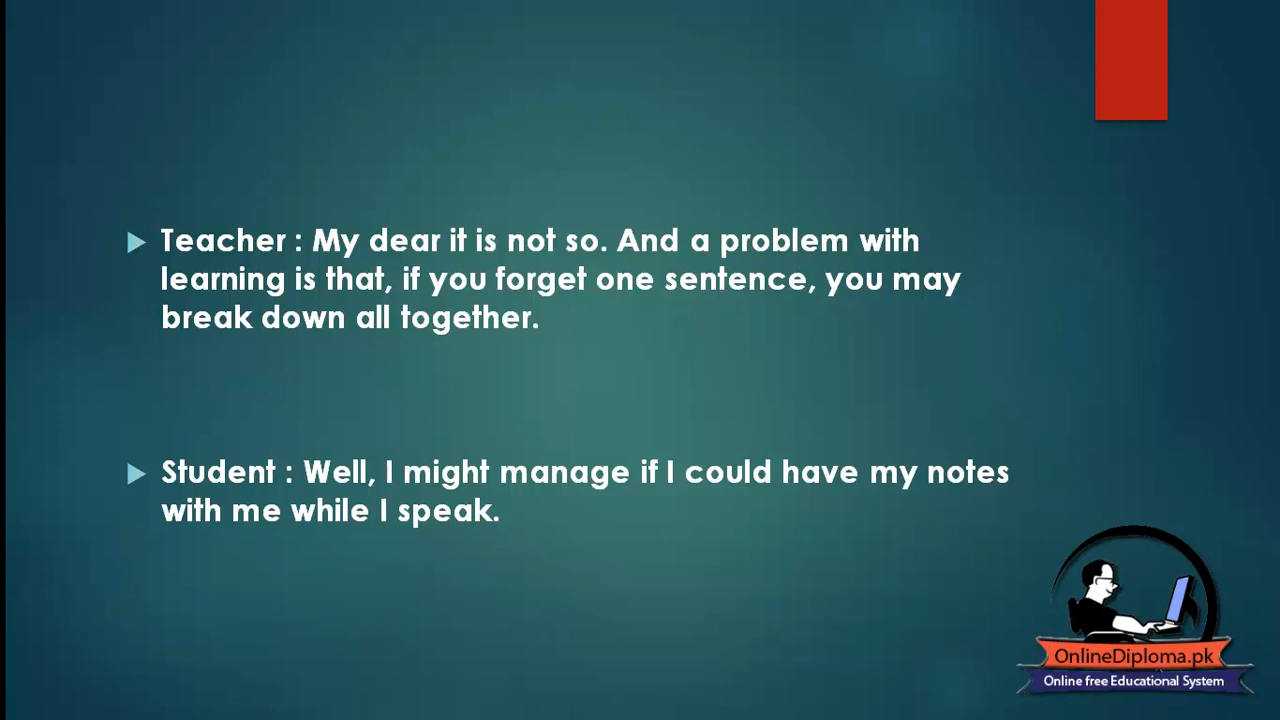 Teacher : My dear it is not so. And a problem with
learning is that, if you forget one sentence, you may
break down all together.
Student : Well, I might manage if I could have my notes
with me while I speak.
OnlineDiploma.pk
Online free Educational System